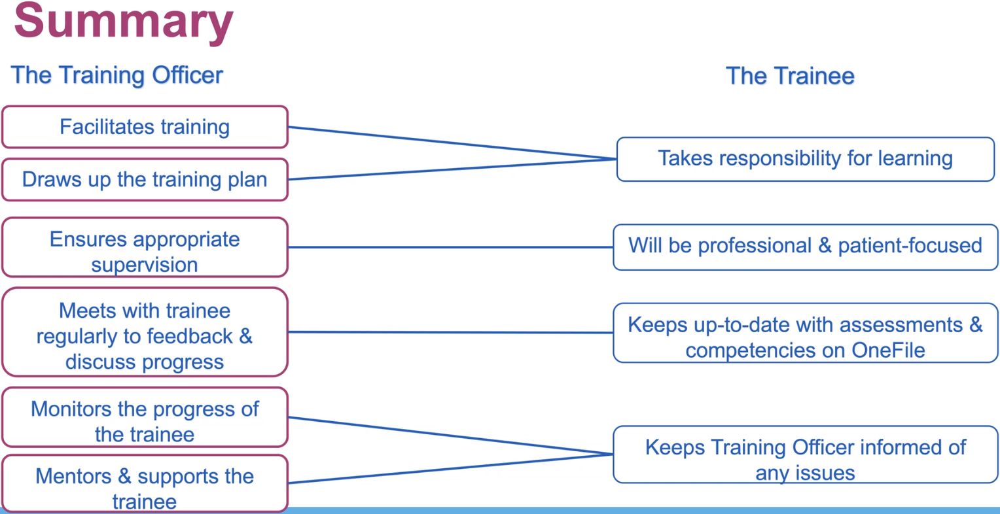 Summary
The Training Officer
The Trainee
Facilitates training
Draws up the training plan
Takes responsibility for learning
Ensures appropriate
supervision
Will be professional & patient-focused
Meets with trainee
regularly to feedback &
discuss progress
Keeps up-to-date with assessments &
competencies on OneFile
Monitors the progress of
the trainee
Mentors & supports the
trainee
Keeps Training Officer informed of
any issues